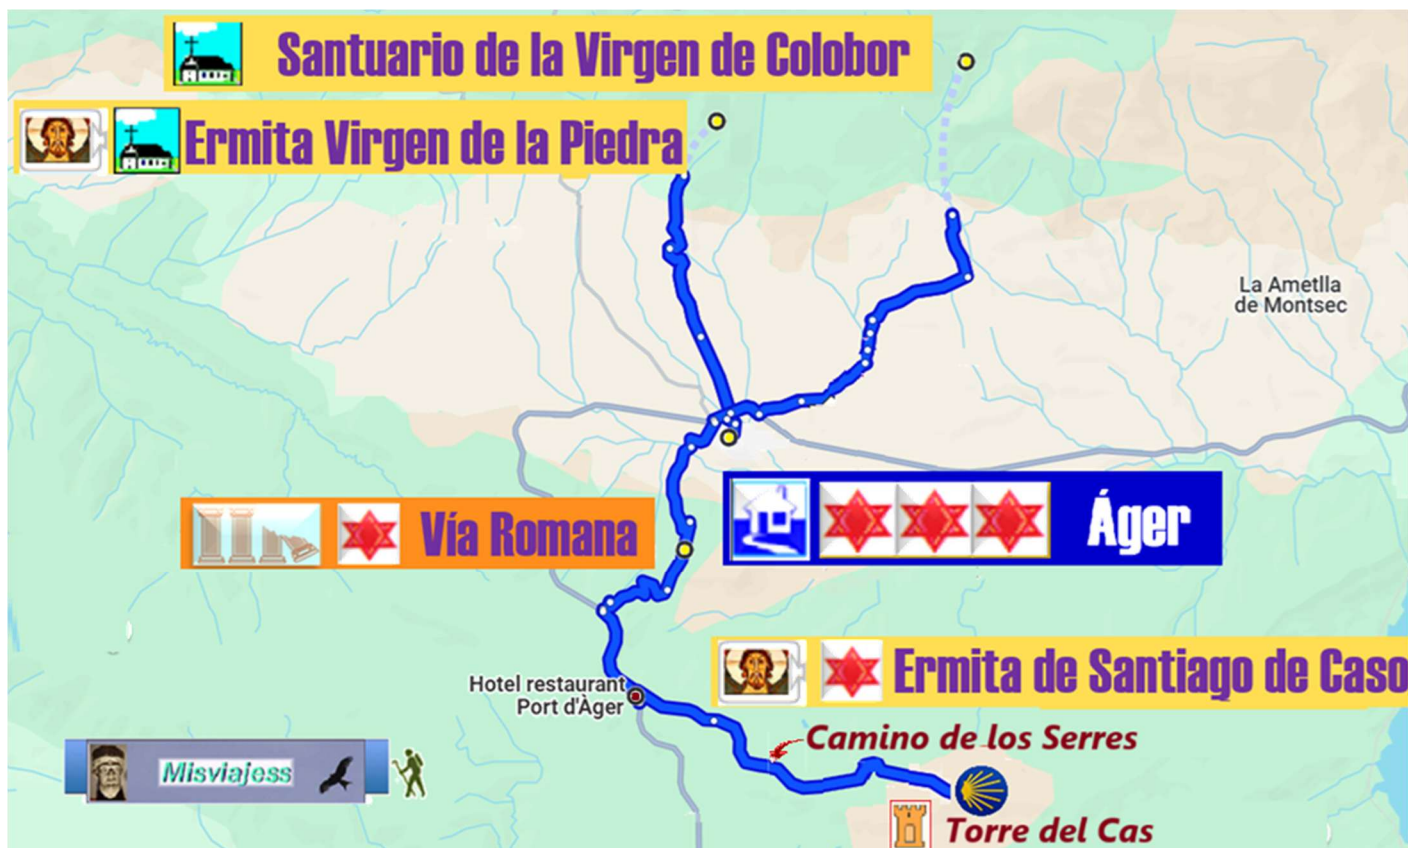 Santuario de la Virgen de Colobor
Ermita Virgen de la Piedra
La Ametlla
de Montsec
Vía Romana
Áger
Ermita de Santiago de Caso
Hotel restaurant
Port d'Àger
Camino de los Serres
Misviajess
Torre del Cas